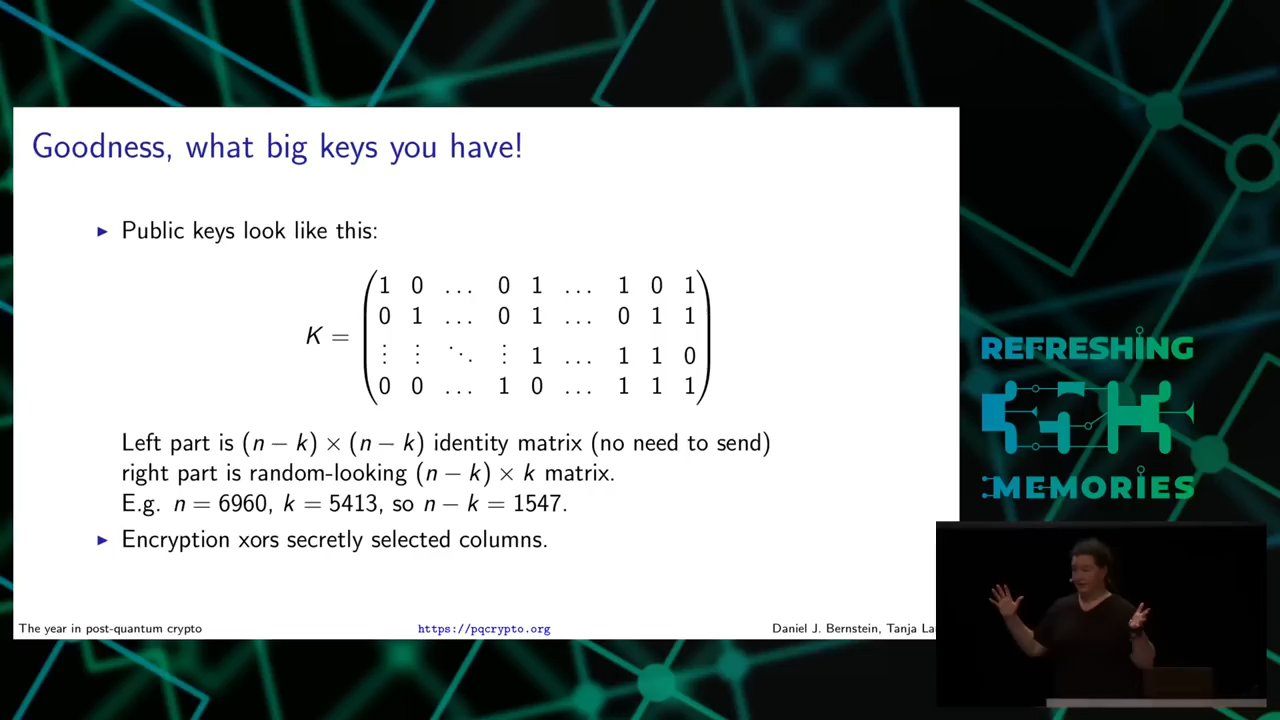 Goodness, what big keys you have!
▶ Public keys look like this:
1 0 … 0 1 … 1 0 1
0 1 … 0 1 … 0 1 1
K = ⋮ ⋮ ⋱ ⋮ 1 … 1 1 0
0 0 … 1 0 … 1 1 1
Left part is (n − k) × (n − k) identity matrix (no need to send)
right part is random-looking (n − k) × k matrix.
E.g. n = 6960, k = 5413, so n − k = 1547.
▶ Encryption xors secretly selected columns.
The year in post-quantum crypto
https://pqcrypto.org
Daniel J. Bernstein, Tanja La
REFRESHING
MEMORIES